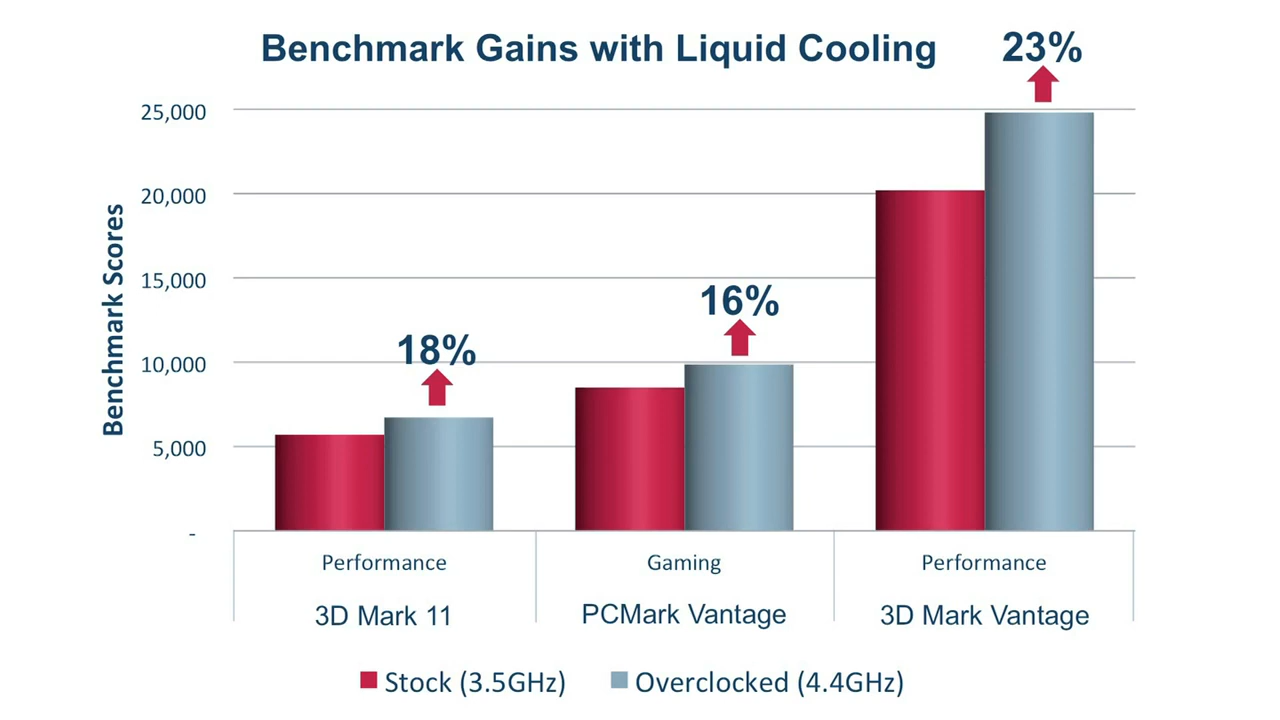 Benchmark Gains with Liquid Cooling
23%
25,000
20,000
15,000
10,000
5,000
-
Benchmark Scores
18%
16%
Performance
Gaming
Performance
3D Mark 11
PCMark Vantage
3D Mark Vantage
Stock (3.5GHz)
Overclocked (4.4GHz)